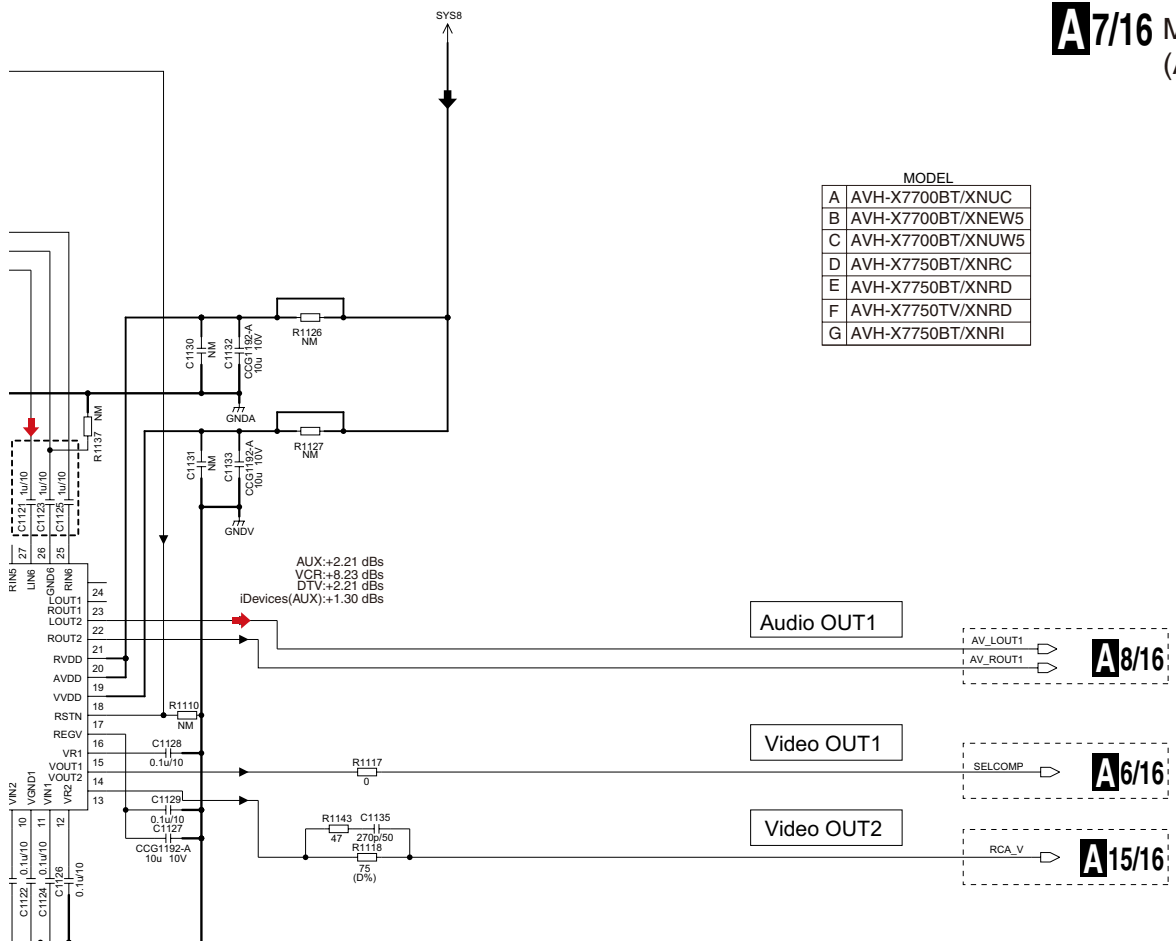 SYS8
A 7/16 M
(A
MODEL
A AVH-X7700BT/XNUC
B AVH-X7700BT/XNEW5
C AVH-X7700BT/XNUW5
D AVH-X7750BT/XNRC
E AVH-X7750BT/XNRD
F AVH-X7750TV/XNRD
G AVH-X7750BT/XNRI
C1130
NM
C1132
CCG1192-A
10u 10V
R1126
NM
GNDA
R1137
NM
C1131
NM
C1133
CCG1192-A
10u 10V
R1127
NM
GNDV
C1121 1u/10
C1123 1u/10
C1125 1u/10
27
26
25
RIN5
LIN6
GND6
RIN6
AUX:+2.21 dBs
VCR:+8.23 dBs
DTV:+2.21 dBs
iDevices(AUX):+1.30 dBs
24
LOUT1
ROUT1
23
LOUT2
22
ROUT2
21
RVDD
20
AVDD
19
VVDD
18
RSTN
17
REGV
16
VR1
15
VOUT1
VOUT2
14
13
R1110
NM
Audio OUT1
AV_LOUT1
AV_ROUT1
A 8/16
C1128
0.1u/10
R1117
0
Video OUT1
SELCOMP
A 6/16
C1129
0.1u/10
C1127
CCG1192-A
10u 10V
R1143
47
C1135
270p/50
R1118
75
(D%)
Video OUT2
RCA_V
A 15/16
VIN2
VGND1
VIN1
VR2
10
11
12
C1122 0.1u/10
C1124 0.1u/10
C1126
0.1u/10